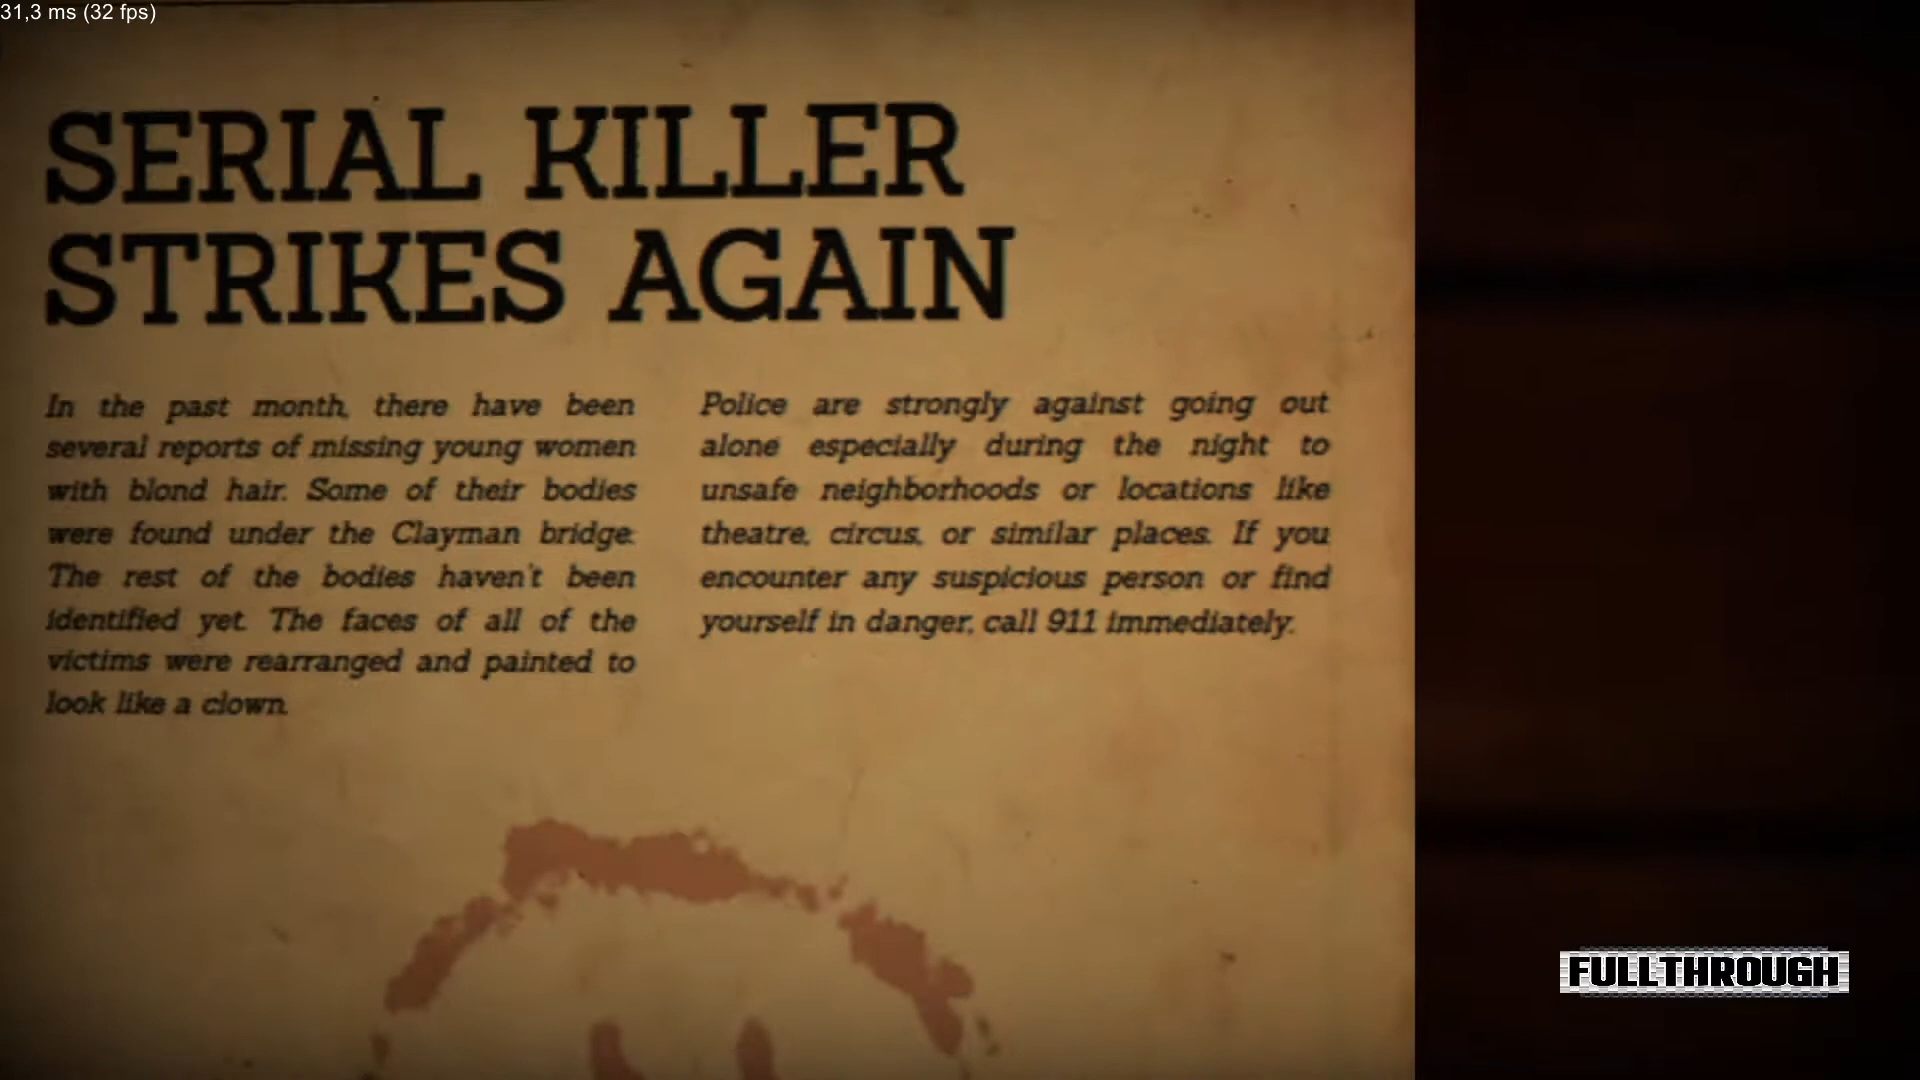 31,3 ms (32 fps)
SERIAL KILLER
STRIKES AGAIN
In the past month, there have been
several reports of missing young women
with blond hair. Some of their bodies
were found under the Clayman bridge.
The rest of the bodies haven't been
identified yet. The faces of all of the
victims were rearranged and painted to
look like a clown.
Police are strongly against going out
alone especially during the night to
unsafe neighborhoods or locations like
theatre, circus, or similar places. If you
encounter any suspicious person or find
yourself in danger, call 911 immediately.
FULLTHROUGH